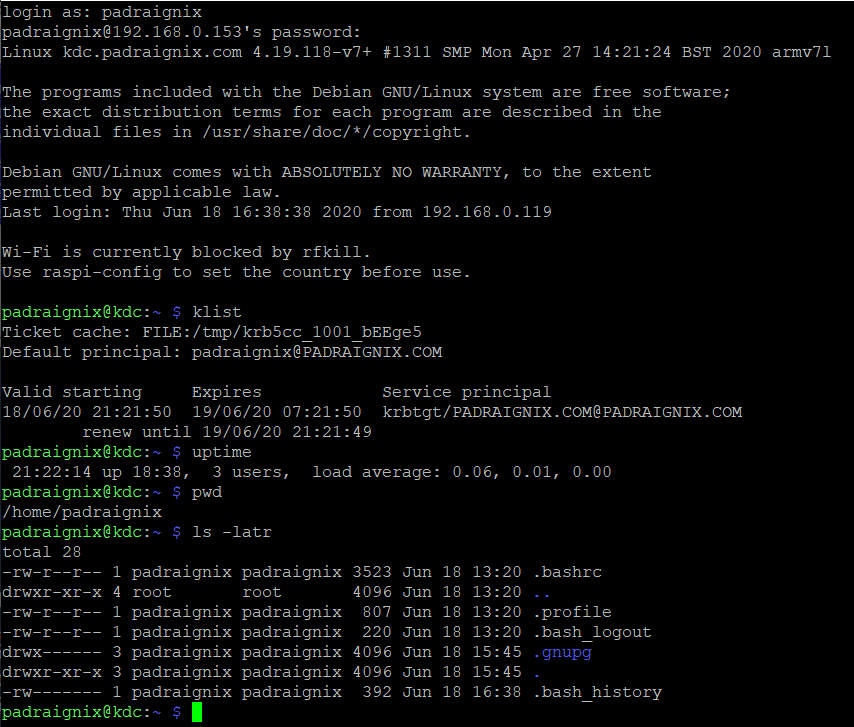 login as: padraignix
padraignix@192.168.0.153's password:
Linux kdc.padraignix.com 4.19.118-v7+ #1311 SMP Mon Apr 27 14:21:24 BST 2020 armv7l

The programs included with the Debian GNU/Linux system are free software;
the exact distribution terms for each program are described in the
individual files in /usr/share/doc/*/copyright.

Debian GNU/Linux comes with ABSOLUTELY NO WARRANTY, to the extent
permitted by applicable law.
Last login: Thu Jun 18 16:38:38 2020 from 192.168.0.119

Wi-Fi is currently blocked by rfkill.
Use raspi-config to set the country before use.

padraignix@kdc:~ $ klist
Ticket cache: FILE:/tmp/krb5cc_1001_bEEge5
Default principal: padraignix@PADRAIGNIX.COM

Valid starting     Expires            Service principal
18/06/20 21:21:50  19/06/20 07:21:50  krbtgt/PADRAIGNIX.COM@PADRAIGNIX.COM
        renew until 19/06/20 21:21:49
padraignix@kdc:~ $ uptime
 21:22:14 up 18:38,  3 users,  load average: 0.06, 0.01, 0.00
padraignix@kdc:~ $ pwd
/home/padraignix
padraignix@kdc:~ $ ls -latr
total 28
-rw-r--r-- 1 padraignix padraignix 3523 Jun 18 13:20 .bashrc
drwxr-xr-x 4 root       root       4096 Jun 18 13:20 ..
-rw-r--r-- 1 padraignix padraignix  807 Jun 18 13:20 .profile
-rw-r--r-- 1 padraignix padraignix  220 Jun 18 13:20 .bash_logout
drwx------ 3 padraignix padraignix 4096 Jun 18 15:45 .gnupg
drwxr-xr-x 3 padraignix padraignix 4096 Jun 18 15:45 .
-rw------- 1 padraignix padraignix  392 Jun 18 16:38 .bash_history
padraignix@kdc:~ $